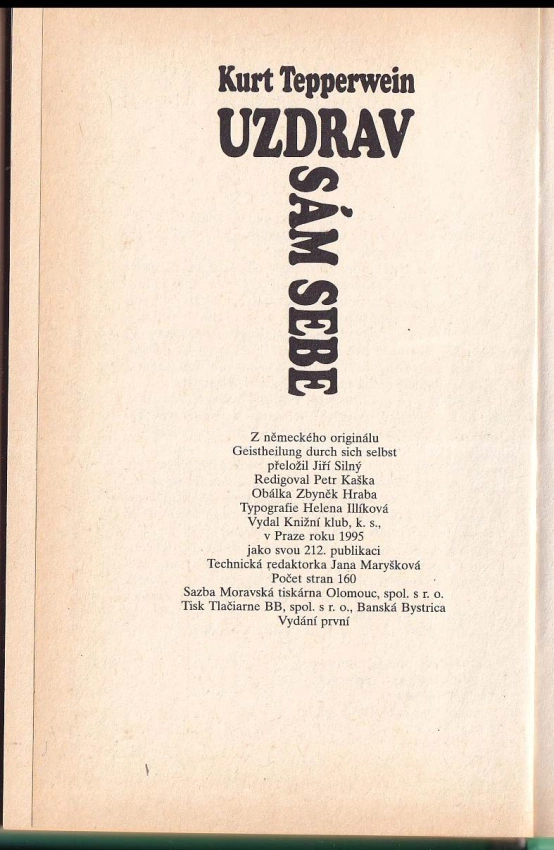 Kurt Tepperwein
UZDRAV
SÁM SEBE
Z německého originálu
Geistheilung durch sich selbst
přeložil Jiří Silný
Redigoval Petr Kaška
Obálka Zbyněk Hraba
Typografie Helena Illíková
Vydal Knižní klub, k. s.,
v Praze roku 1995
jako svou 212. publikaci
Technická redaktorka Jana Maryšková
Počet stran 160
Sazba Moravská tiskárna Olomouc, spol. s r. o.
Tisk Tlačiarne BB, spol. s r. o., Banská Bystrica
Vydání první